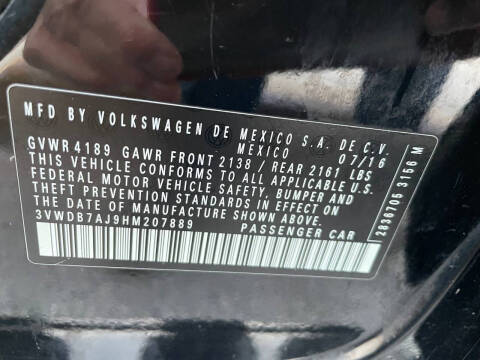 MFD BY VOLKSWAGEN DE MEXICO S.A. DE C.V.
MEXICO 07/16
GVWR 4189 GAWR FRONT 2138 / REAR 2161 LBS
THIS VEHICLE CONFORMS TO ALL APPLICABLE U.S.
FEDERAL MOTOR VEHICLE SAFETY, BUMPER AND
THEFT PREVENTION STANDARDS IN EFFECT ON
THE DATE OF MANUFACTURE SHOWN ABOVE.
3VWDB7AJ9HM207889 PASSENGER CAR
2836705 3156 M